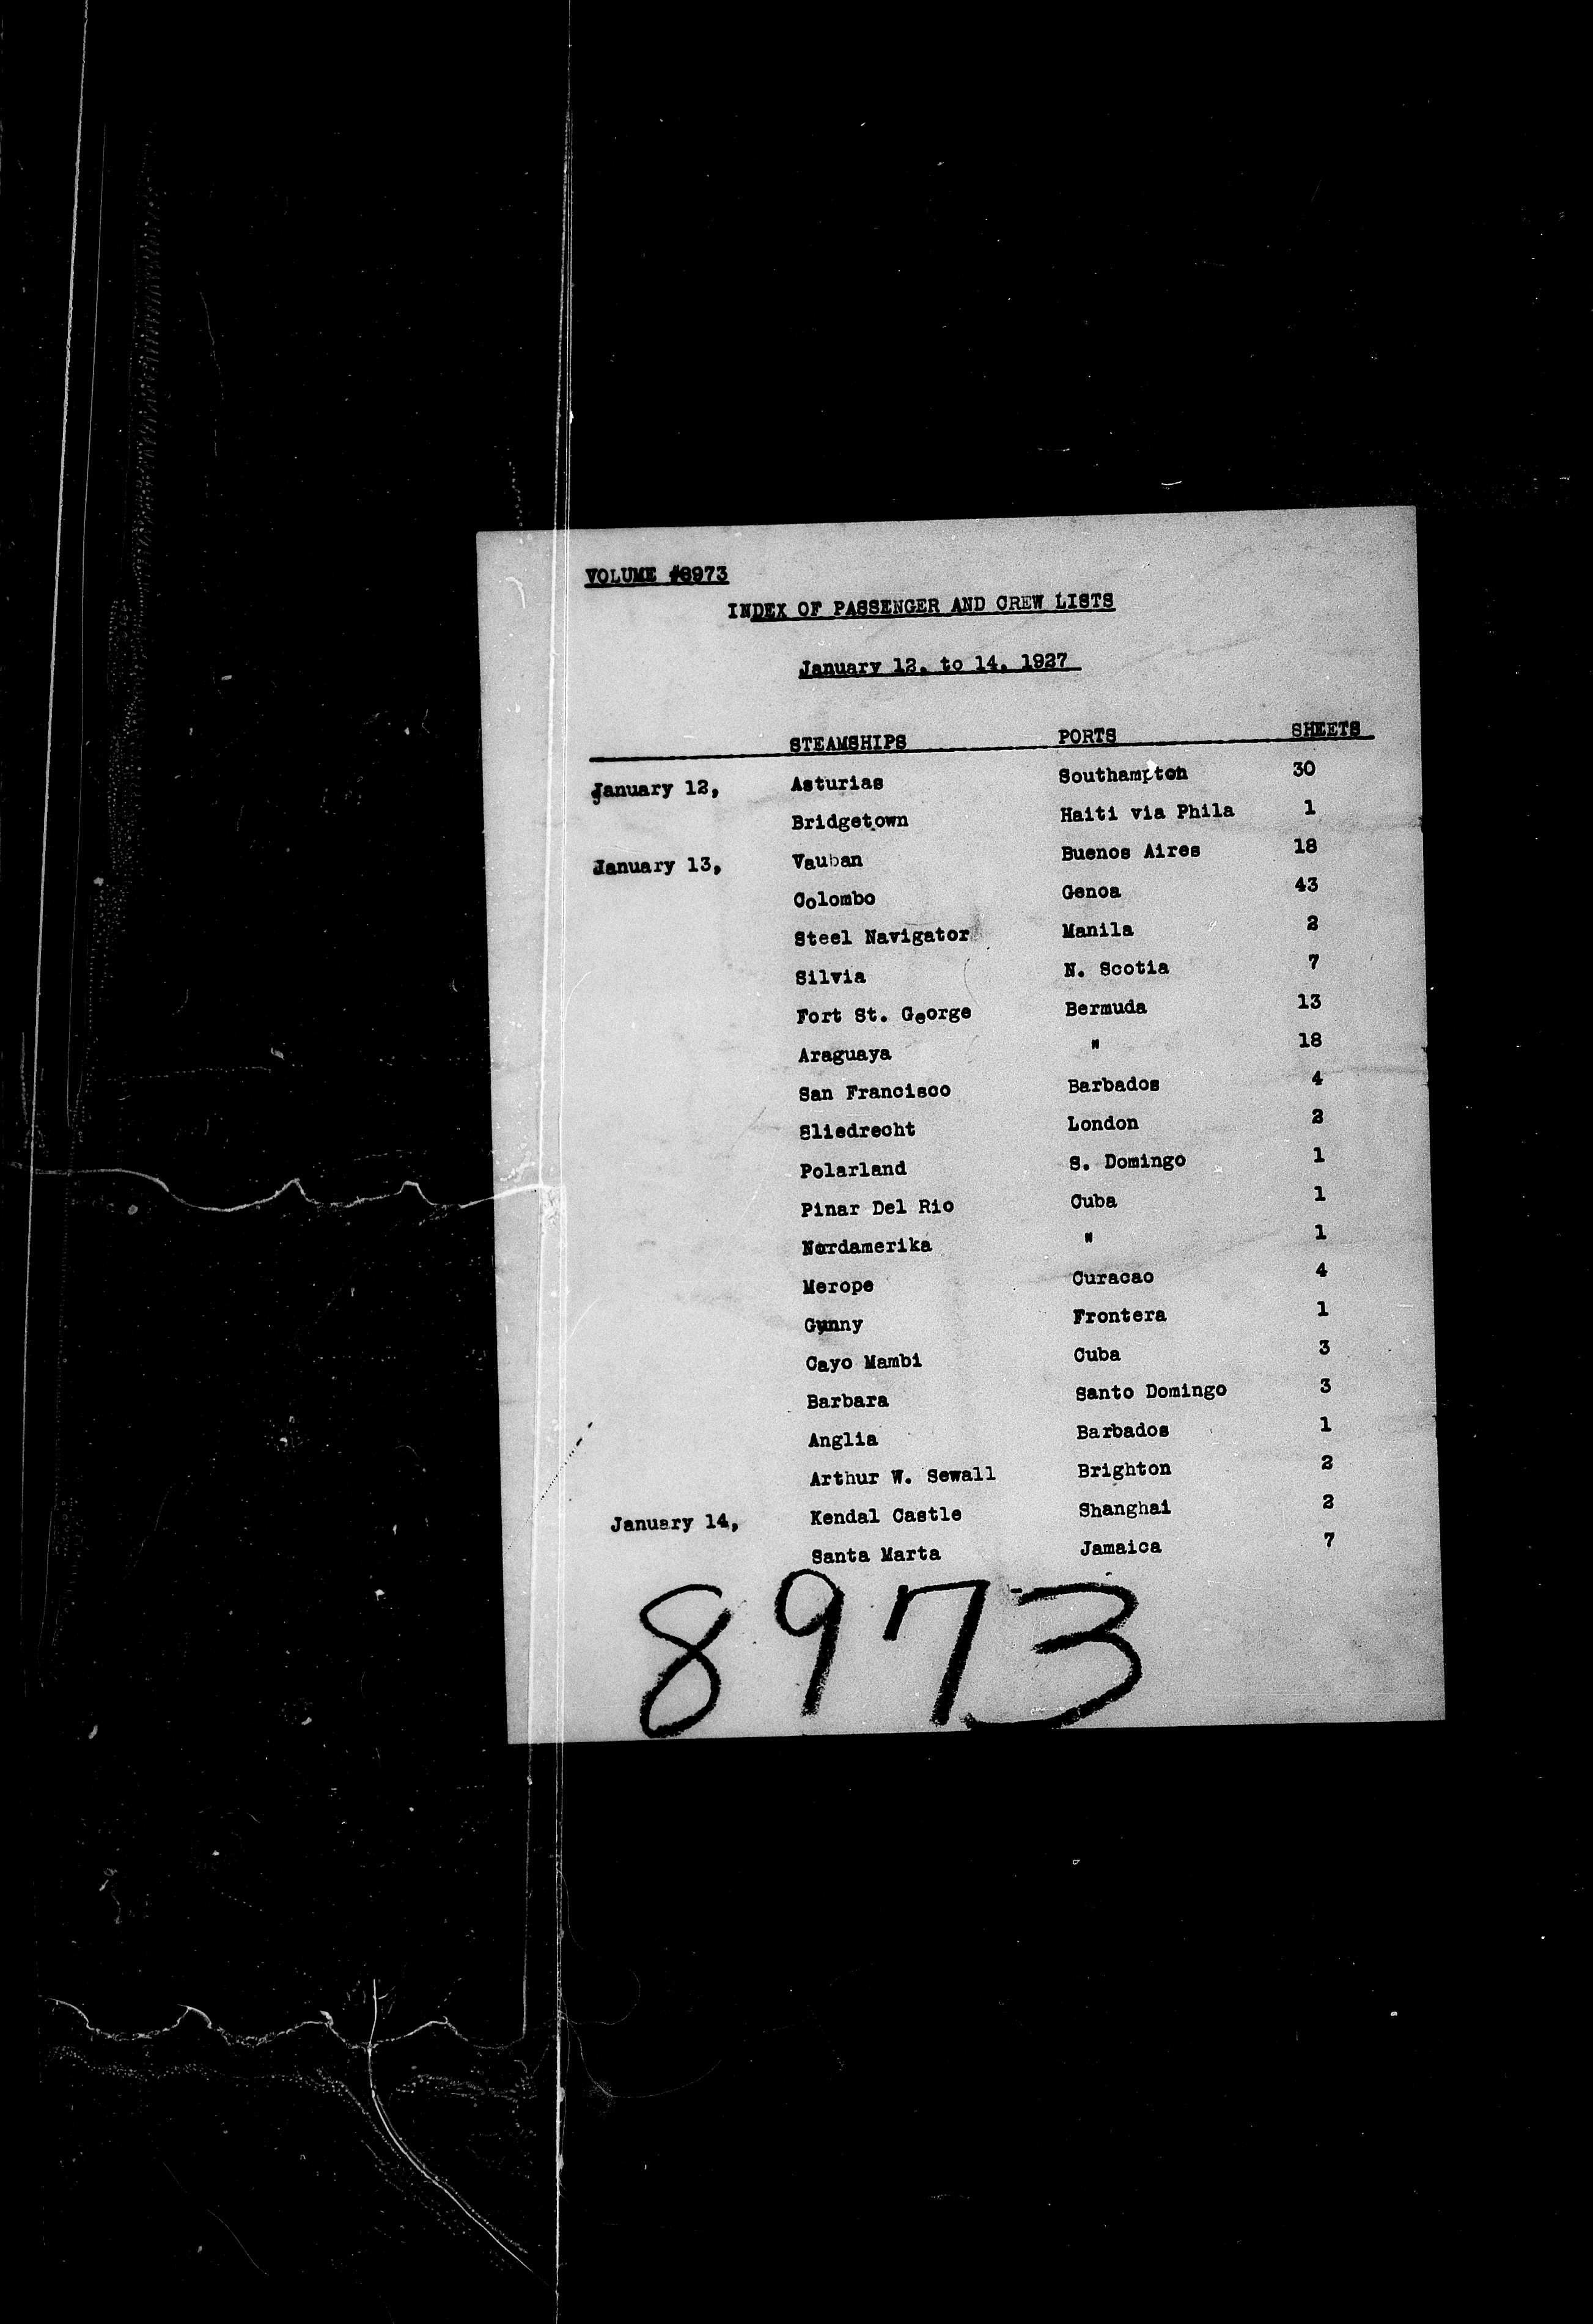 VOLUME #8973
INDEX OF PASSENGER AND CREW LISTS
January 12, to 14, 1927
STEAMSHIPS PORTS SHEETS
January 12, Asturias Southampton 30
Bridgetown Haiti via Phila 1
January 13, Vauban Buenos Aires 18
Colombo Genoa 43
Steel Navigator Manila 2
Silvia N. Scotia 7
Fort St. George Bermuda 13
Araguaya " 18
San Francisco Barbados 4
Sliedrecht London 2
Polarland S. Domingo 1
Pinar Del Rio Cuba 1
Nordamerika " 1
Merope Curacao 4
Gunny Frontera 1
Cayo Mambi Cuba 3
Barbara Santo Domingo 3
Anglia Barbados 1
Arthur W. Sewall Brighton 2
January 14, Kendal Castle Shanghai 2
Santa Marta Jamaica 7
8973